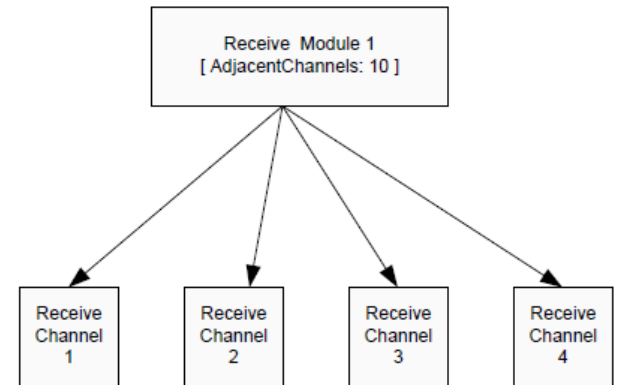 Receive Module 1
[ AdjacentChannels: 10 ]
Receive
Channel
1
Receive
Channel
2
Receive
Channel
3
Receive
Channel
4